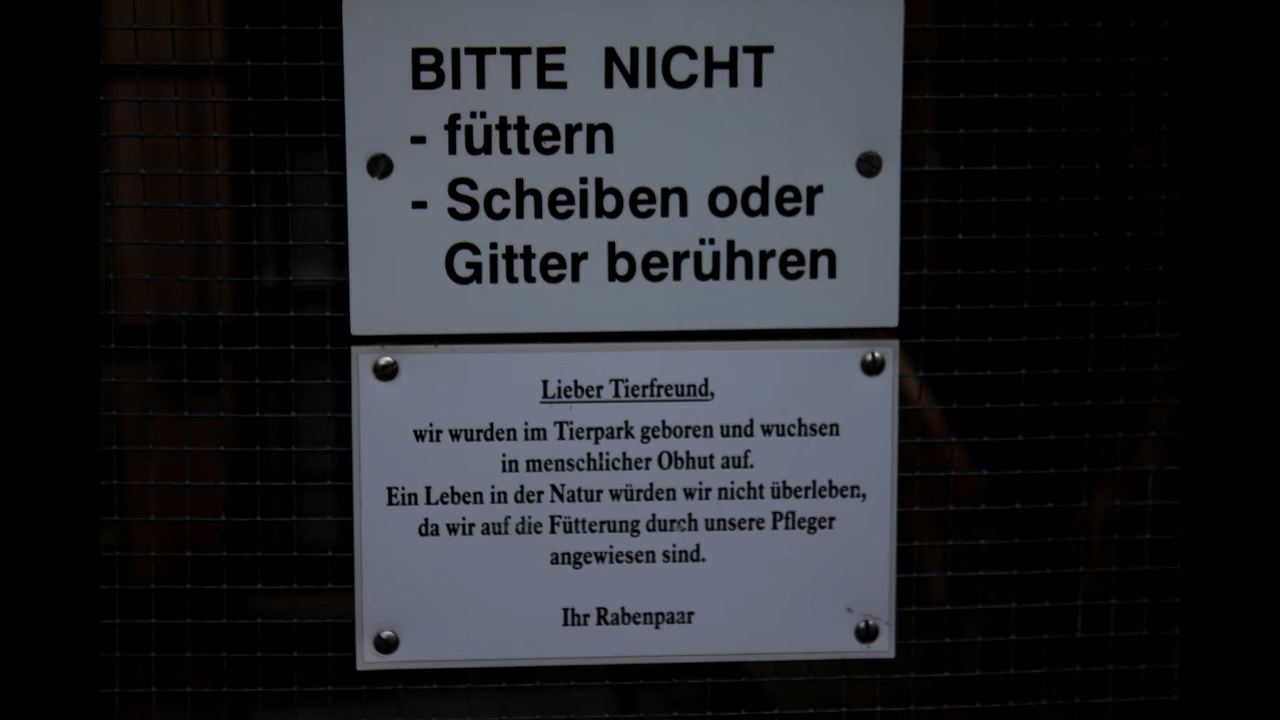 BITTE NICHT
- füttern
- Scheiben oder
Gitter berühren
Lieber Tierfreund,
wir wurden im Tierpark geboren und wuchsen
in menschlicher Obhut auf.
Ein Leben in der Natur würden wir nicht überleben,
da wir auf die Fütterung durch unsere Pfleger
angewiesen sind.
Ihr Rabenpaar